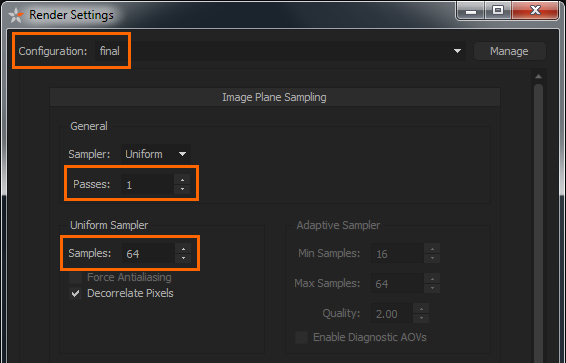 Render Settings
Configuration: final Manage
Image Plane Sampling
General
Sampler: Uniform
Passes: 1
Uniform Sampler Adaptive Sampler
Samples: 64 Min Samples: 16
Force Antialiasing Max Samples: 64
Decorrelate Pixels
Quality: 2.00
Enable Diagnostic AOVs